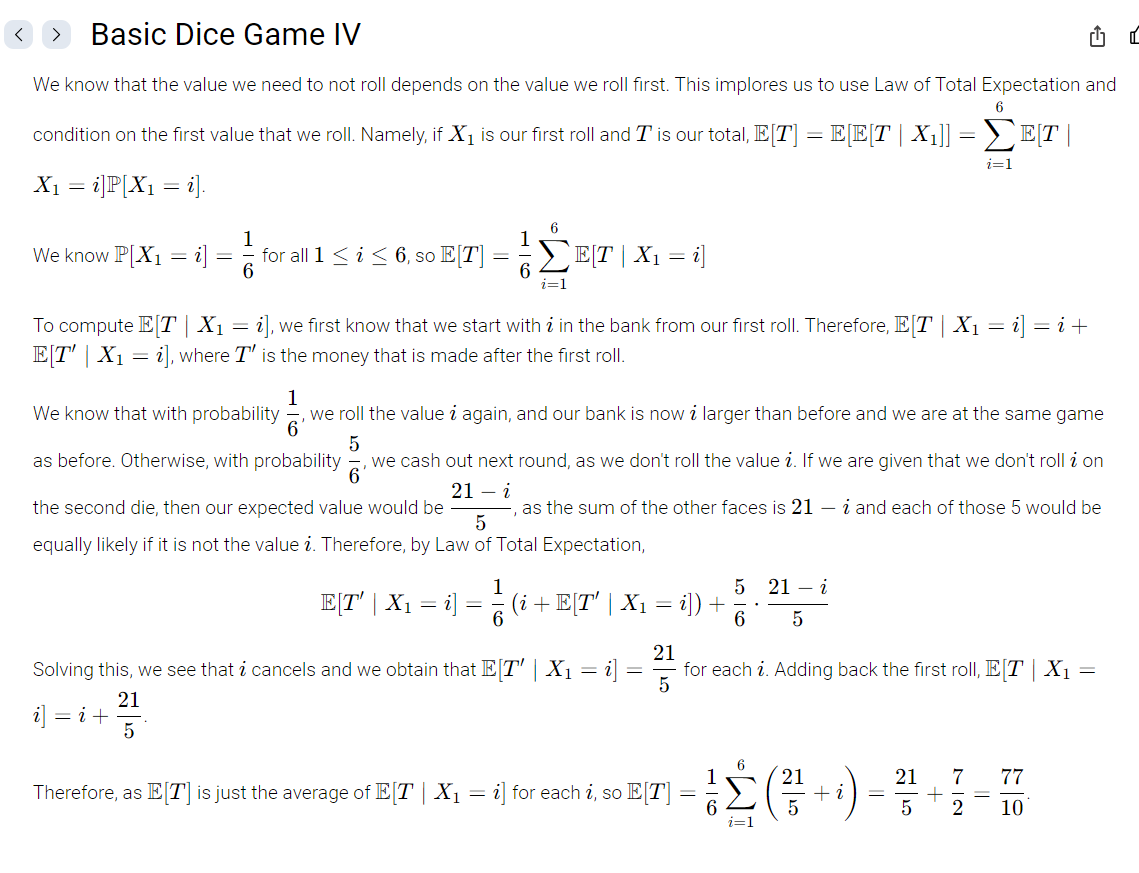 Basic Dice Game IV
We know that the value we need to not roll depends on the value we roll first. This implores us to use Law of Total Expectation and
condition on the first value that we roll. Namely, if $X_1$ is our first roll and $T$ is our total, $\mathbb{E}[T] = \mathbb{E}[\mathbb{E}[T \mid X_1]] = \sum_{i=1}^{6} \mathbb{E}[T \mid$
$X_1 = i]\mathbb{P}[X_1 = i]$.
We know $\mathbb{P}[X_1 = i] = \frac{1}{6}$ for all $1 \leq i \leq 6$, so $\mathbb{E}[T] = \frac{1}{6} \sum_{i=1}^{6} \mathbb{E}[T \mid X_1 = i]$
To compute $\mathbb{E}[T \mid X_1 = i]$, we first know that we start with $i$ in the bank from our first roll. Therefore, $\mathbb{E}[T \mid X_1 = i] = i +$
$\mathbb{E}[T' \mid X_1 = i]$, where $T'$ is the money that is made after the first roll.
We know that with probability $\frac{1}{6}$, we roll the value $i$ again, and our bank is now $i$ larger than before and we are at the same game
as before. Otherwise, with probability $\frac{5}{6}$, we cash out next round, as we don't roll the value $i$. If we are given that we don't roll $i$ on
the second die, then our expected value would be $\frac{21 - i}{5}$, as the sum of the other faces is $21 - i$ and each of those 5 would be
equally likely if it is not the value $i$. Therefore, by Law of Total Expectation,
$\mathbb{E}[T' \mid X_1 = i] = \frac{1}{6}(i + \mathbb{E}[T' \mid X_1 = i]) + \frac{5}{6} \cdot \frac{21 - i}{5}$
Solving this, we see that $i$ cancels and we obtain that $\mathbb{E}[T' \mid X_1 = i] = \frac{21}{5}$ for each $i$. Adding back the first roll, $\mathbb{E}[T \mid X_1 =$
$i] = i + \frac{21}{5}$.
Therefore, as $\mathbb{E}[T]$ is just the average of $\mathbb{E}[T \mid X_1 = i]$ for each $i$, so $\mathbb{E}[T] = \frac{1}{6} \sum_{i=1}^{6} \left(\frac{21}{5} + i\right) = \frac{21}{5} + \frac{7}{2} = \frac{77}{10}$.